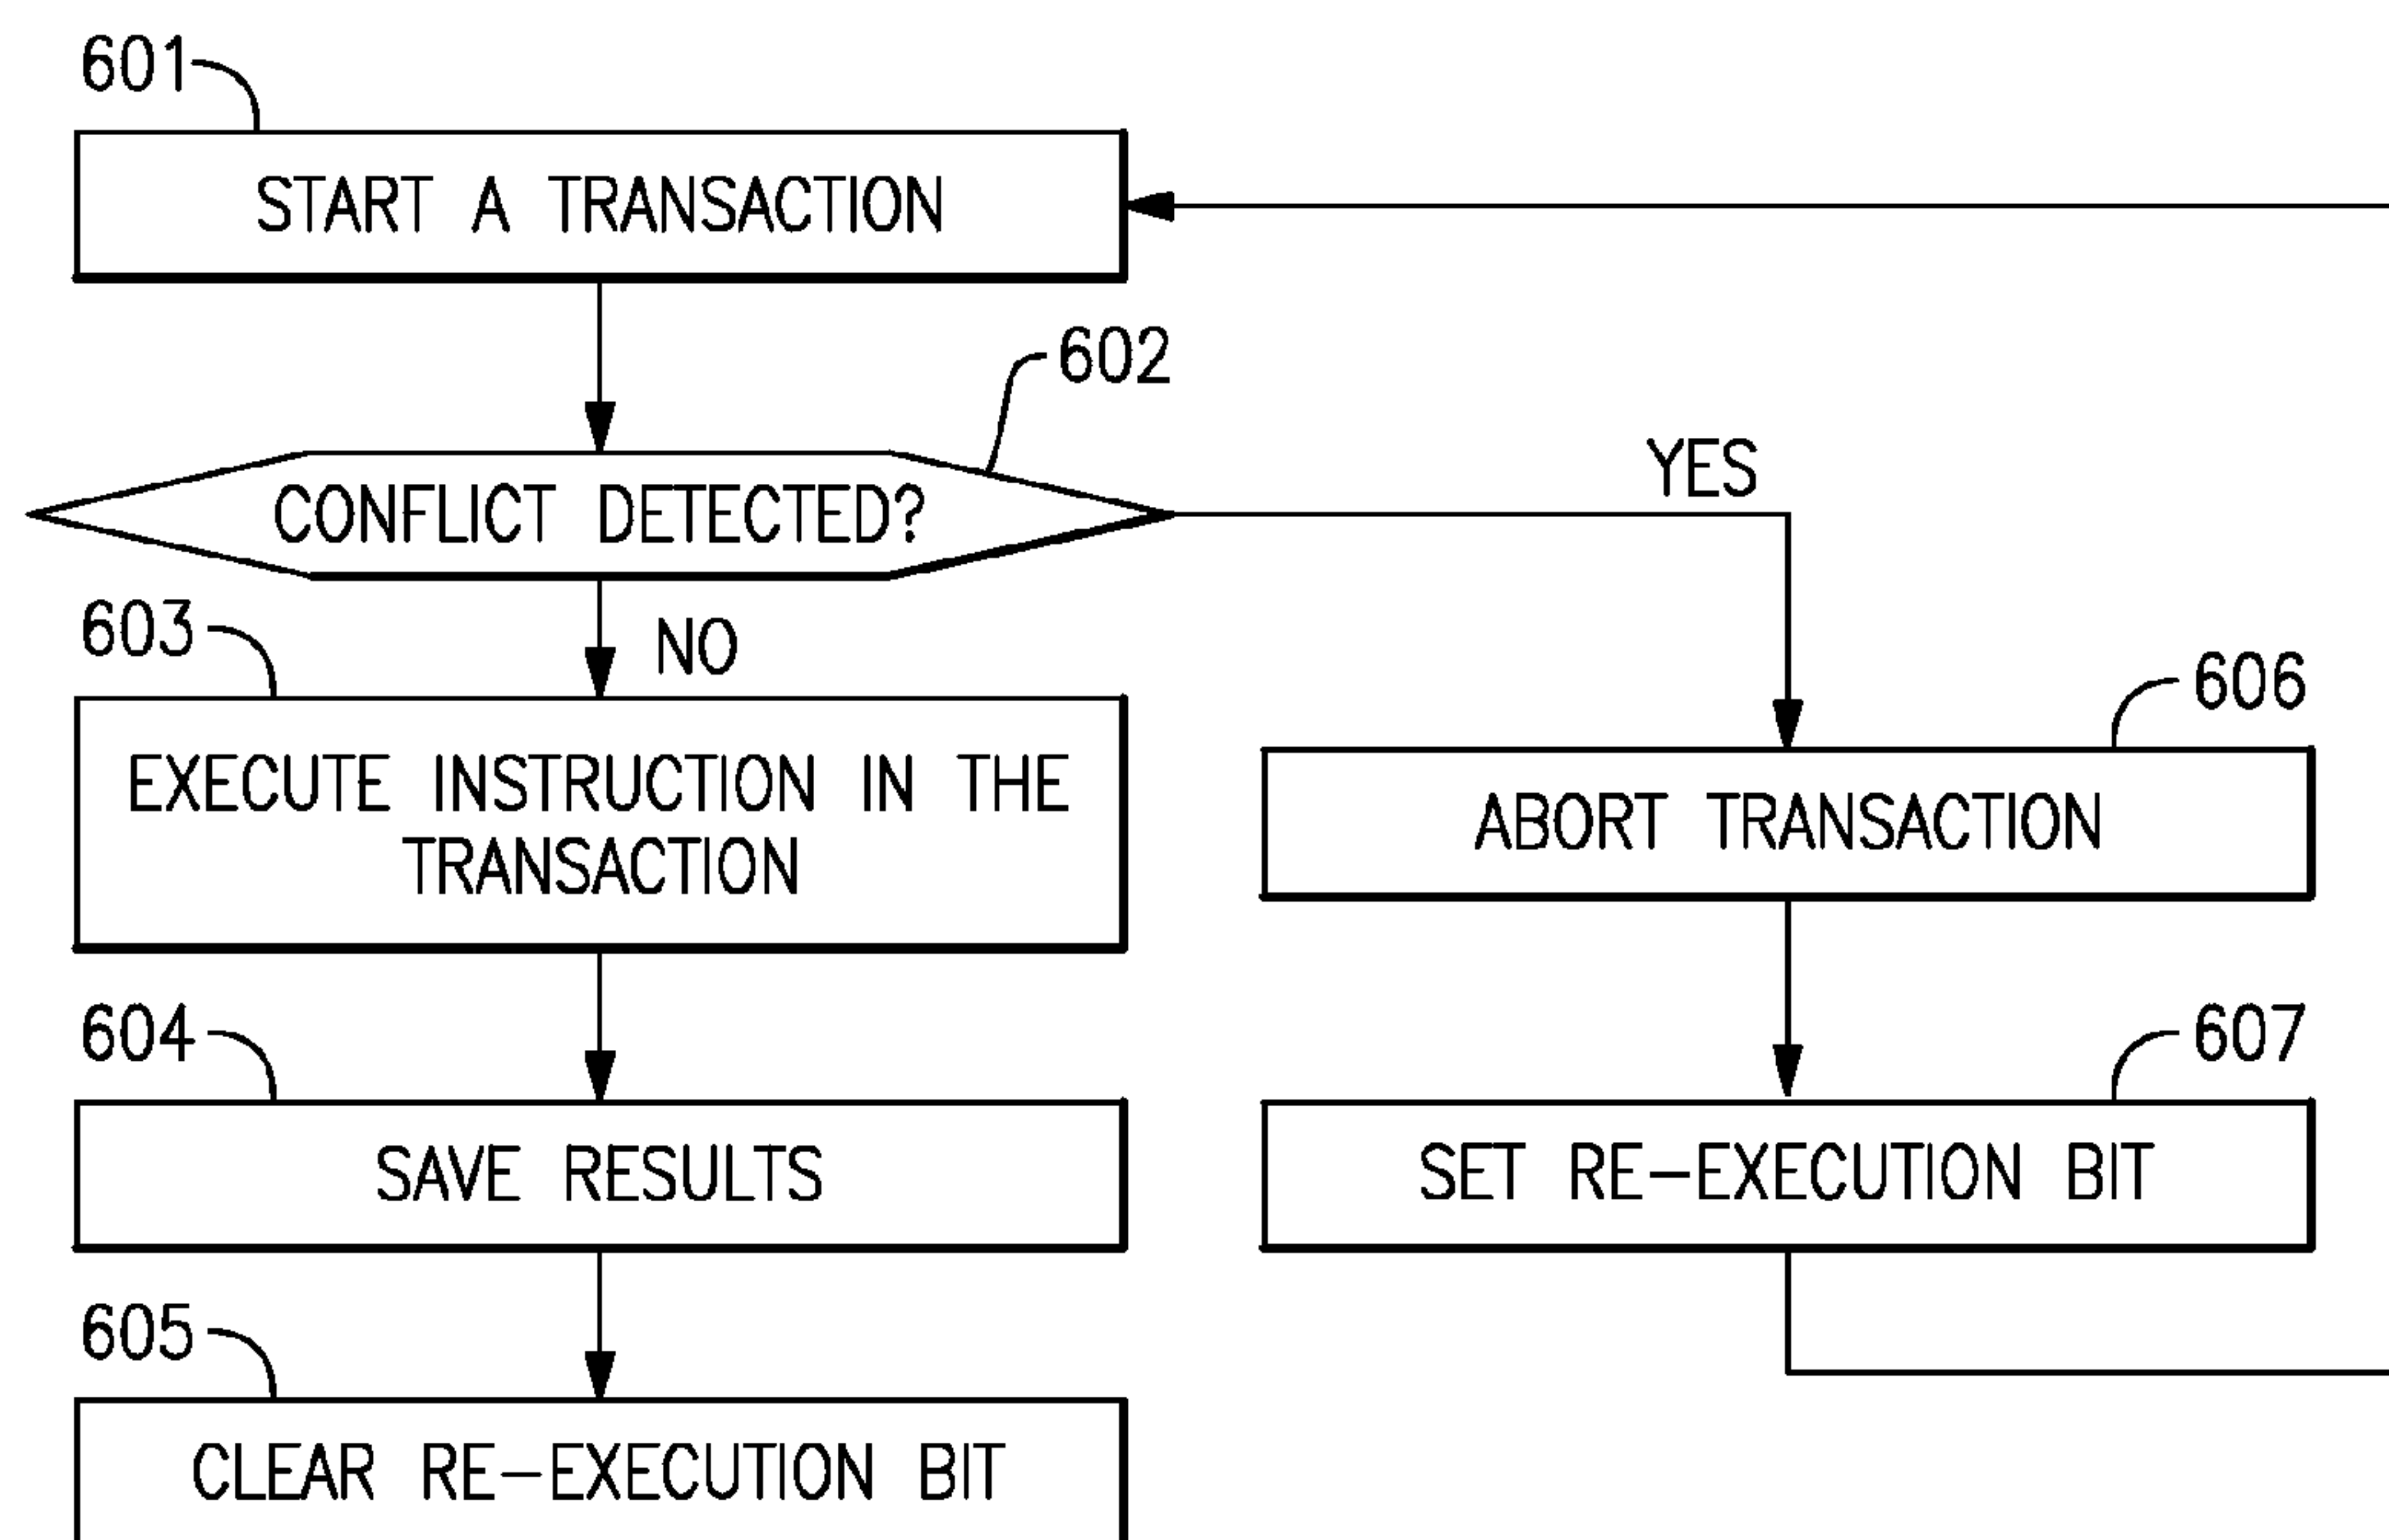 601
START A TRANSACTION
602
CONFLICT DETECTED?
YES
603
NO
606
EXECUTE INSTRUCTION IN THE
TRANSACTION
ABORT TRANSACTION
604
607
SAVE RESULTS
SET RE-EXECUTION BIT
605
CLEAR RE-EXECUTION BIT